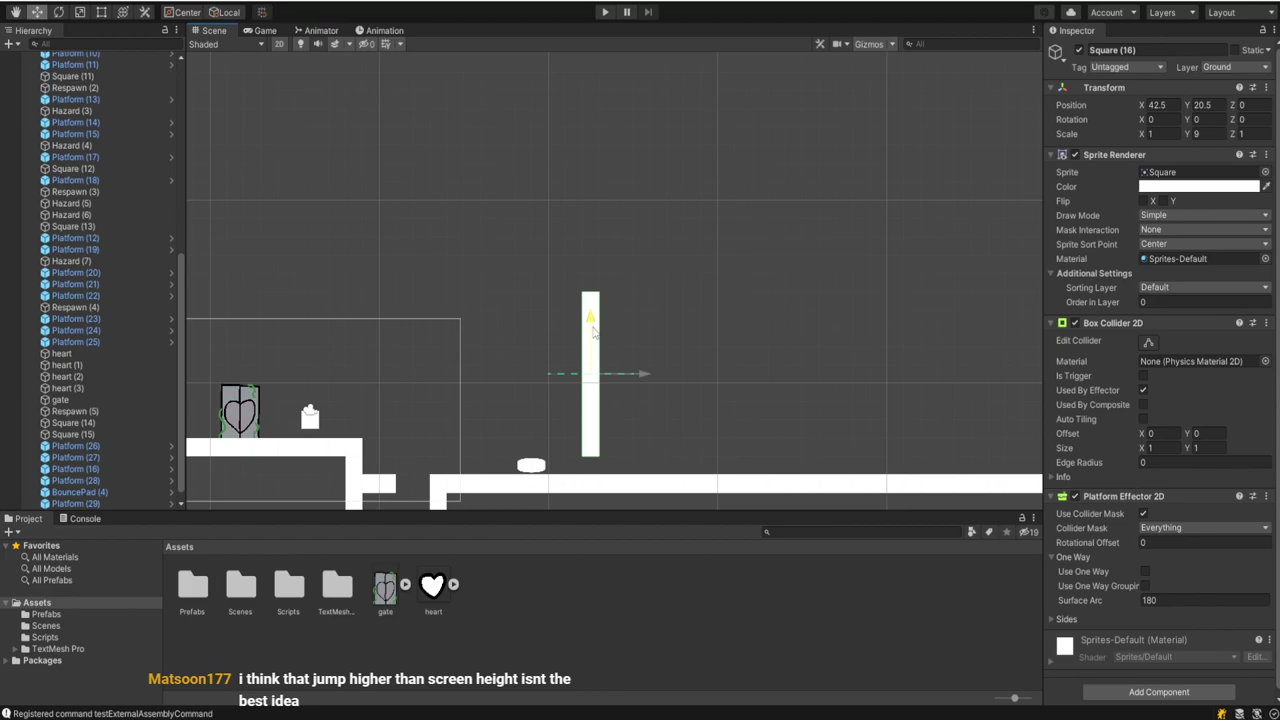 Center
Local
Account
Layers
Layout
Hierarchy
Scene
Game
Animator
Animation
Inspector
All
Shaded
2D
0
Gizmos
All
Platform (10)
Platform (11)
Square (11)
Respawn (2)
Platform (13)
Hazard (3)
Platform (14)
Platform (15)
Hazard (4)
Platform (17)
Square (12)
Platform (18)
Respawn (3)
Hazard (5)
Hazard (6)
Square (13)
Platform (12)
Platform (19)
Hazard (7)
Platform (20)
Platform (21)
Platform (22)
Respawn (4)
Platform (23)
Platform (24)
Platform (25)
heart
heart (1)
heart (2)
heart (3)
gate
Respawn (5)
Square (14)
Square (15)
Platform (26)
Platform (27)
Platform (16)
Platform (28)
BouncePad (4)
Platform (29)
Square (16)
Static
Tag Untagged Layer Ground
Transform
Position X 42.5 Y 20.5 Z 0
Rotation X 0 Y 0 Z 0
Scale X 1 Y 9 Z 1
Sprite Renderer
Sprite Square
Color
Flip X Y
Draw Mode Simple
Mask Interaction None
Sprite Sort Point Center
Material Sprites-Default
Additional Settings
Sorting Layer Default
Order in Layer 0
Box Collider 2D
Edit Collider
Material None (Physics Material 2D)
Is Trigger
Used By Effector
Used By Composite
Auto Tiling
Offset X 0 Y 0
Size X 1 Y 1
Edge Radius 0
Info
Platform Effector 2D
Use Collider Mask
Collider Mask Everything
Rotational Offset 0
One Way
Use One Way
Use One Way Groupin
Surface Arc 180
Sides
Sprites-Default (Material)
Shader Sprites/Default Edit...
Add Component
Project
Console
19
Favorites
All Materials
All Models
All Prefabs
Assets
Prefabs
Scenes
Scripts
TextMesh Pro
Packages
Assets
Prefabs
Scenes
Scripts
TextMesh...
gate
heart
Matsoon177 i think that jump higher than screen height isnt the
best idea
Registered command testExternalAssemblyCommand